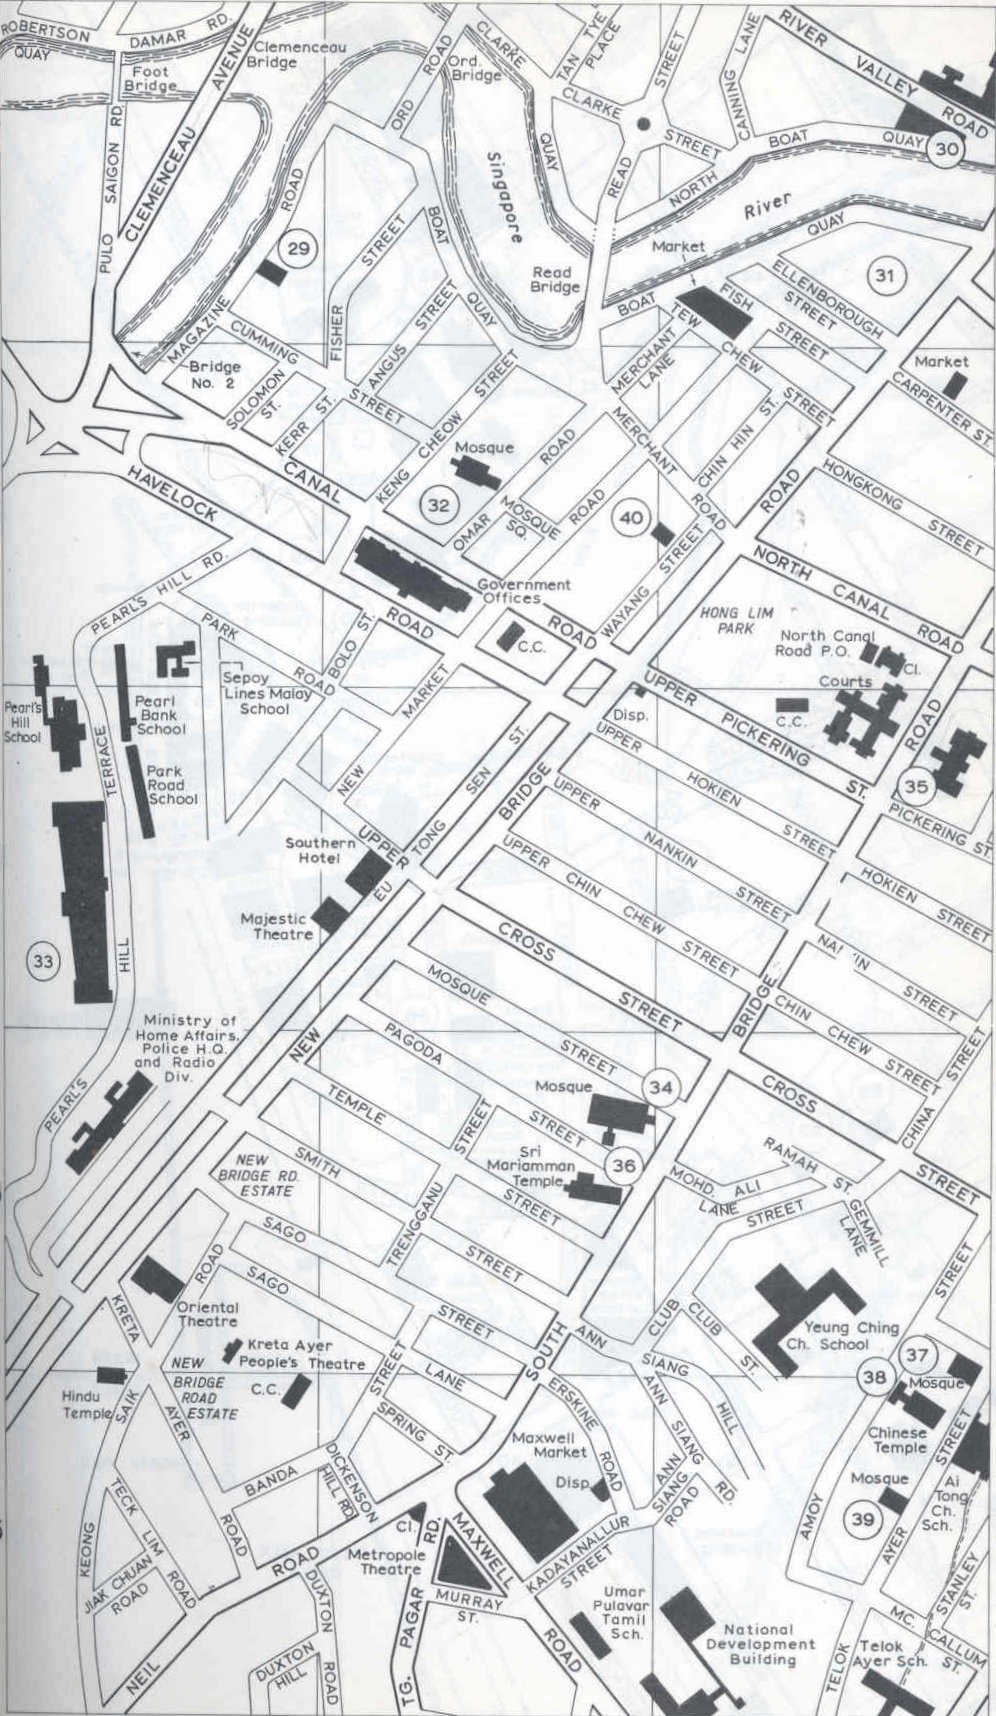 ROBERTSON
QUAY
DAMAR RD.
Foot
Bridge
CLEMENCEAU AVENUE
Clemenceau
Bridge
ORD ROAD
Ord.
Bridge
CLARKE
QUAY
TAN TYE
PLACE
CLARKE
STREET
READ
STREET
CANNING LANE
RIVER
VALLEY
ROAD
NORTH
BOAT
QUAY
30
PULO SAIGON RD
Singapore
River
ROAD
29
MAGAZINE
BOAT
QUAY
STREET
FISHER
Read
Bridge
Market
BOAT
QUAY
31
ELLENBOROUGH
STREET
FISH
STREET
TEW
CHEW
STREET
MERCHANT
LANE
CUMMING
STREET
ANGUS STREET
Bridge
No. 2
SOLOMON
ST.
KERR ST.
KENG CHEOW STREET
Market
CARPENTER ST.
CHIN HIN ST.
MERCHANT
ROAD
HONGKONG
STREET
Mosque
32
OMAR ROAD
MOSQUE
SQ.
ROAD
40
CANAL
ROAD
HAVELOCK
ROAD
WAYANG STREET
ROAD
NORTH
CANAL
ROAD
Government
Offices
C.C.
HONG LIM
PARK
North Canal
Road P.O.
Cl.
Courts
C.C.
PEARL'S HILL RD.
PARK
ROAD
BOLO ST.
Sepoy
Lines Malay
School
Pearl's
Hill
School
Pearl
Bank
School
Park
Road
School
NEW
MARKET
Disp.
UPPER
PICKERING
ST.
ROAD
35
PICKERING ST.
UPPER
HOKIEN
STREET
HOKIEN
STREET
UPPER
NANKIN
STREET
NANKIN
STREET
UPPER
CHIN
CHEW
STREET
CHIN
CHEW
STREET
EU TONG SEN ST.
UPPER
CROSS
STREET
CROSS
STREET
Southern
Hotel
Majestic
Theatre
33
PEARL'S HILL TERRACE
Ministry of
Home Affairs,
Police H.Q.
and Radio
Div.
NEW BRIDGE
SOUTH BRIDGE
MOSQUE
STREET
PAGODA
STREET
Mosque
34
36
Sri
Mariamman
Temple
TEMPLE
STREET
SMITH
STREET
TRENGGANU STREET
NEW
BRIDGE RD.
ESTATE
SAGO
STREET
SAGO
LANE
MOHD. ALI
LANE
CLUB STREET
RAMAH
ST.
GEMMILL
LANE
CHINA STREET
CLUB
ST.
Yeung Ching
Ch. School
KRETA
AYER
ROAD
Oriental
Theatre
Kreta Ayer
People's Theatre
NEW
BRIDGE
ROAD
ESTATE
C.C.
Hindu
Temple
KEONG SAIK
ROAD
BANDA
STREET
SPRING ST.
DICKENSON
HILL RD
ANN
SIANG
HILL
ANN
SIANG
RD.
ANN
SIANG
ROAD
ERSKINE
ROAD
Maxwell
Market
Disp.
KADAYANALLUR
STREET
TECK
LIM
ROAD
JIAK CHUAN
ROAD
NEIL
ROAD
Cl.
Metropole
Theatre
TG. PAGAR RD
MAXWELL
ROAD
MURRAY
ST.
DUXTON
ROAD
DUXTON
HILL
Umar
Pulavar
Tamil
Sch.
National
Development
Building
37
38
Mosque
Chinese
Temple
Mosque
39
Ai
Tong
Ch.
Sch.
AMOY
STREET
TELOK
AYER
STREET
STANLEY
ST.
MC. CALLUM
ST.
Telok
Ayer Sch.